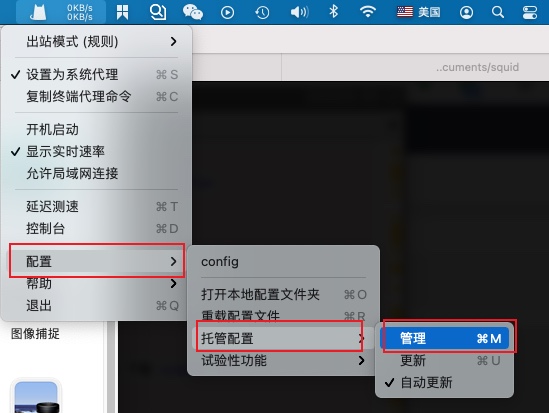 0KB/s
0KB/s
美国
出站模式 (规则)
..cuments/squid
设置为系统代理 ⌘ S
复制终端代理命令 ⌘ C
开机启动
显示实时速率
允许局域网连接
延迟测速 ⌘ T
控制台 ⌘ D
配置
帮助
退出 ⌘ Q
config
打开本地配置文件夹 ⌘ O
重载配置文件 ⌘ R
托管配置
试验性功能
管理 ⌘ M
更新 ⌘ U
自动更新
图像捕捉